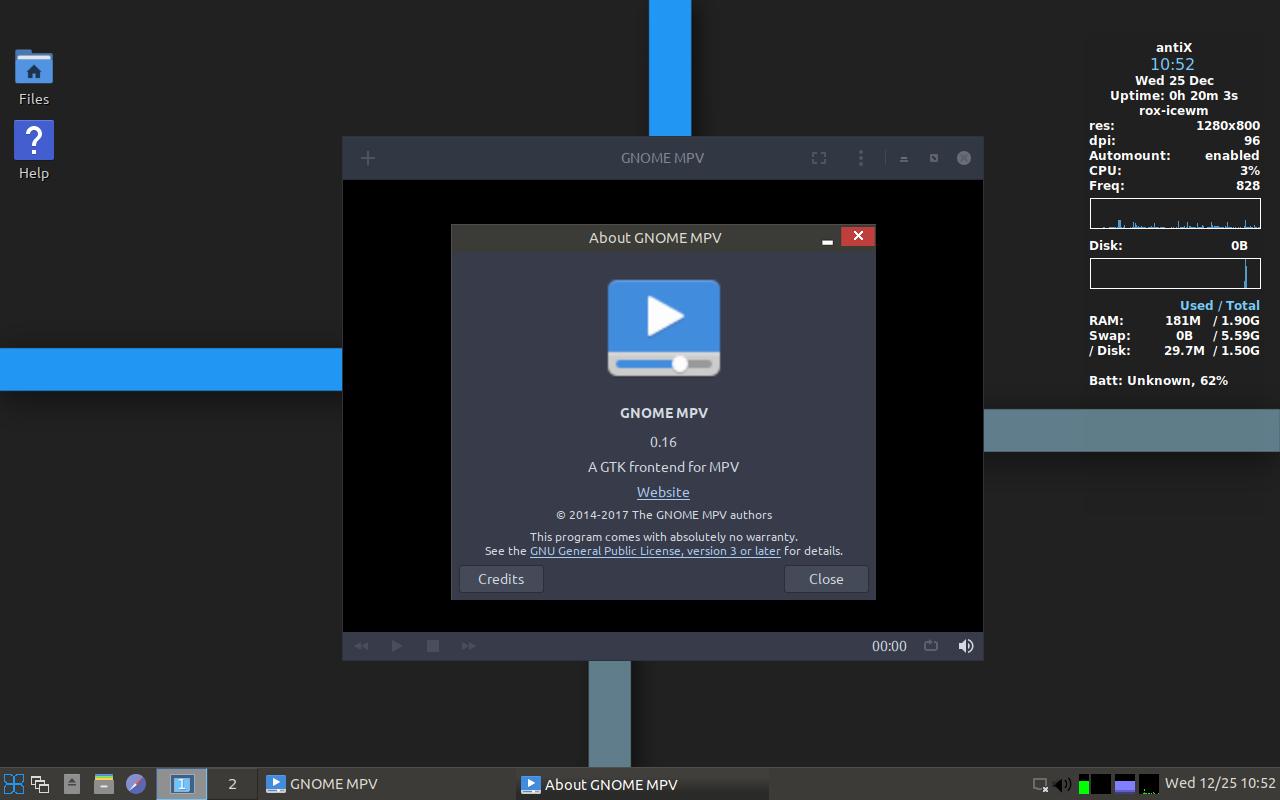 Files
?
Help
antiX
10:52
Wed 25 Dec
Uptime: 0h 20m 3s
rox-icewm
res: 1280x800
dpi: 96
Automount: enabled
CPU: 3%
Freq: 828
Disk: 0B
Used / Total
RAM: 181M / 1.90G
Swap: 0B / 5.59G
/ Disk: 29.7M / 1.50G
Batt: Unknown, 62%
GNOME MPV
About GNOME MPV
GNOME MPV
0.16
A GTK frontend for MPV
Website
© 2014-2017 The GNOME MPV authors
This program comes with absolutely no warranty.
See the GNU General Public License, version 3 or later for details.
Credits Close
00:00
1 2 GNOME MPV About GNOME MPV Wed 12/25 10:52